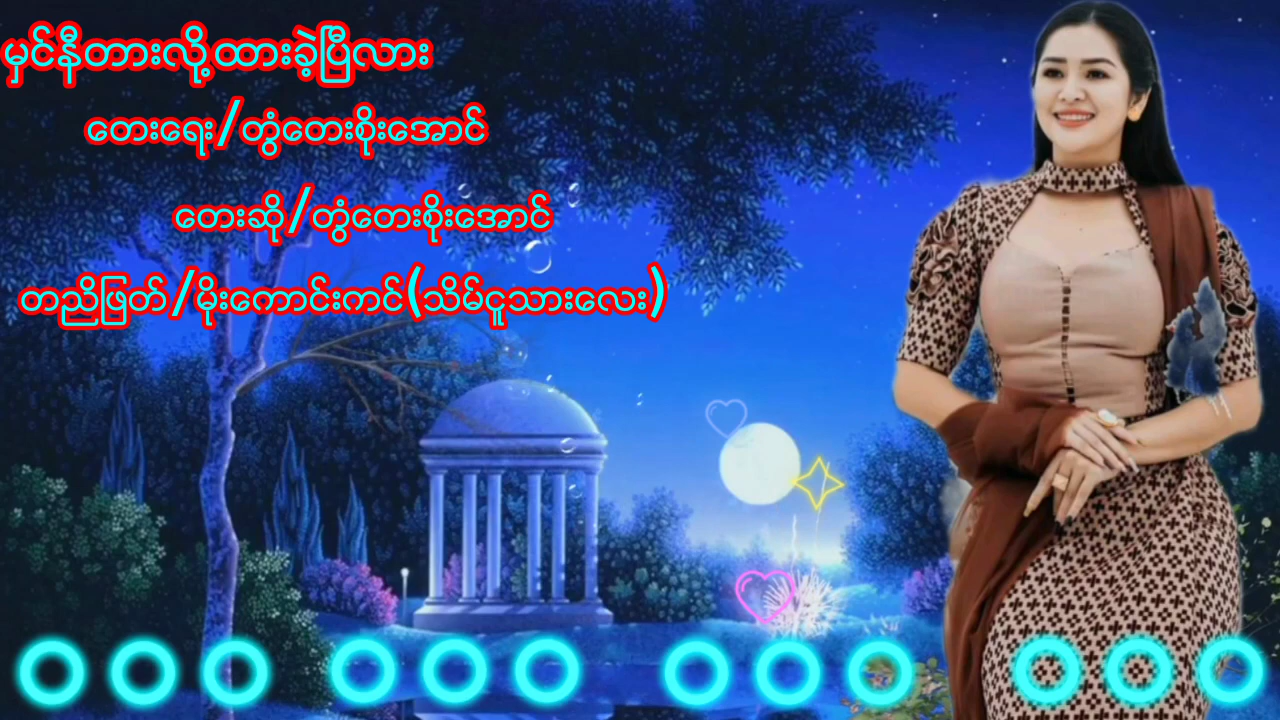 မှင်နီတားလို့ထားခဲ့ပြီလား
တေးရေး/တွံတေးစိုးအောင်
တေးဆို/တွံတေးစိုးအောင်
တညိဖြတ်/မိုးကောင်းကင်(သိမ်ငူသားလေး)